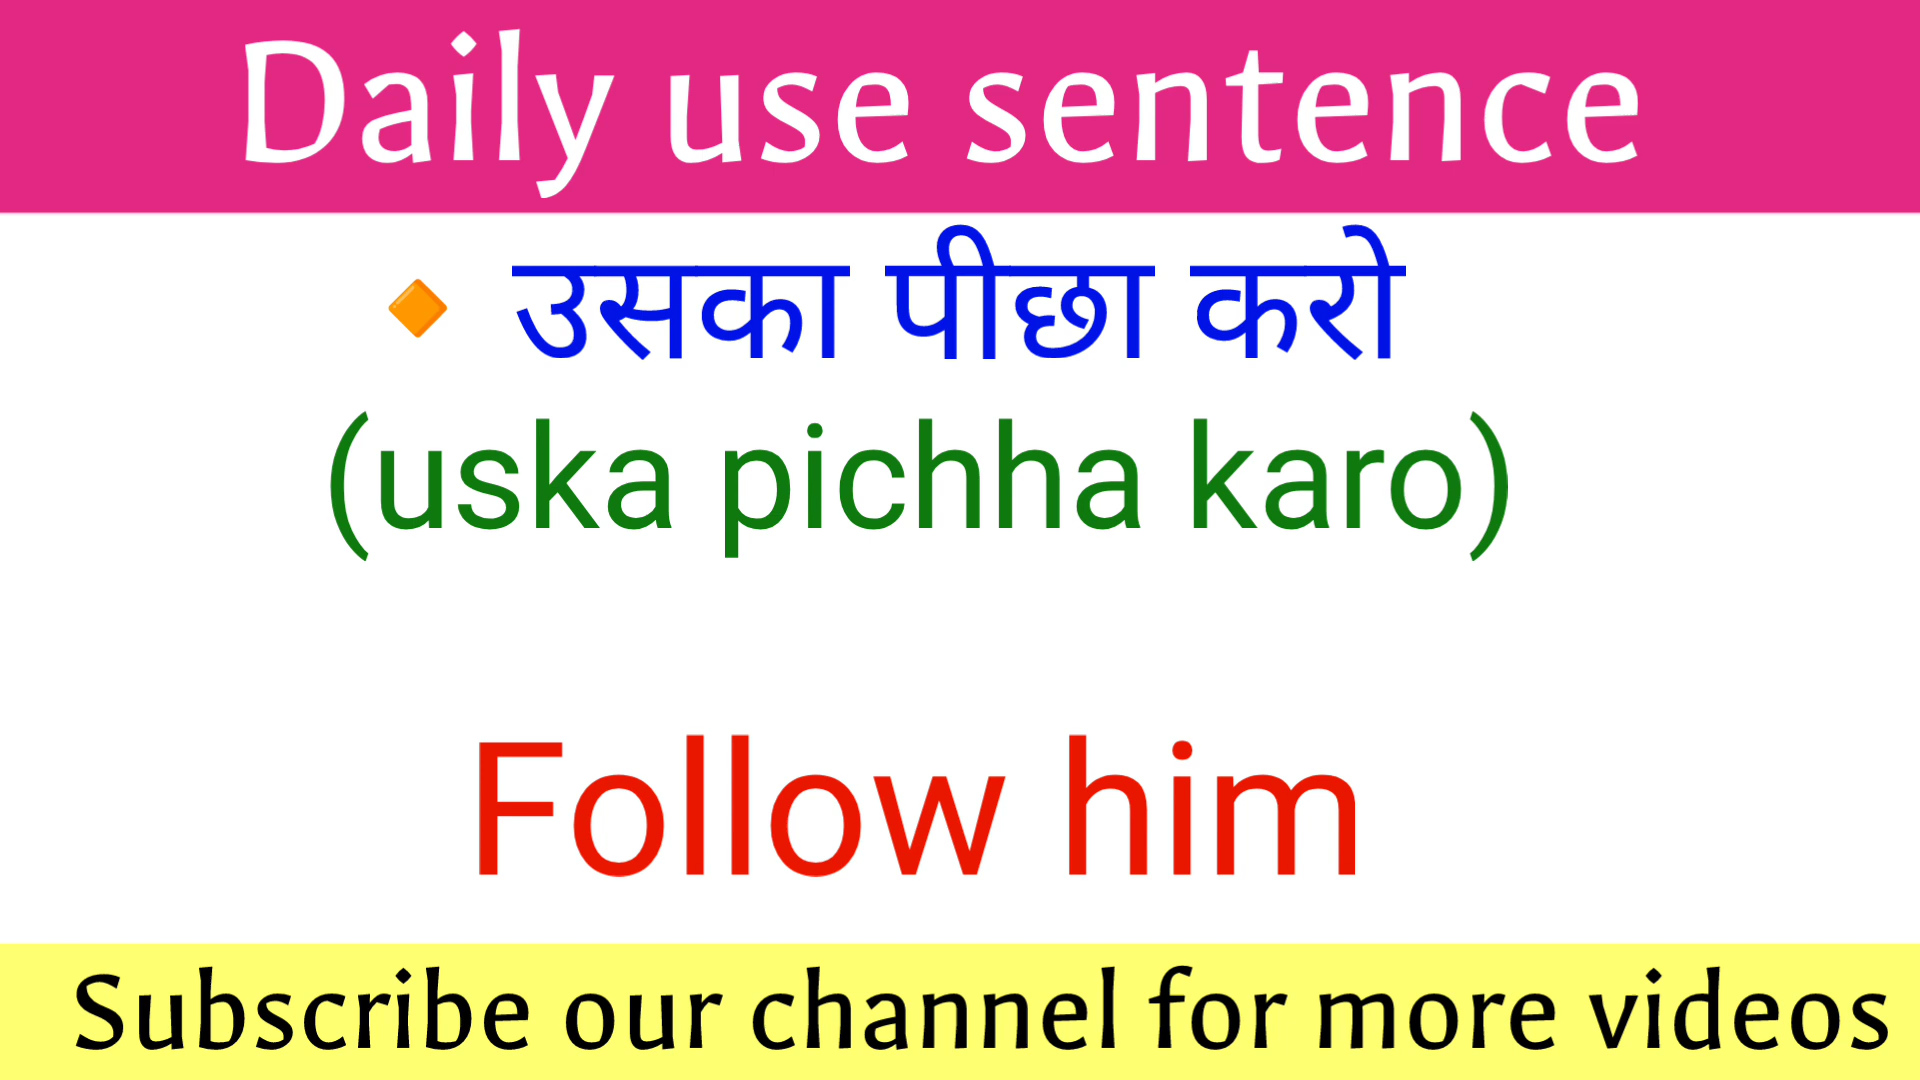 Daily use sentence
🔸 उसका पीछा करो
(uska pichha karo)
Follow him
Subscribe our channel for more videos